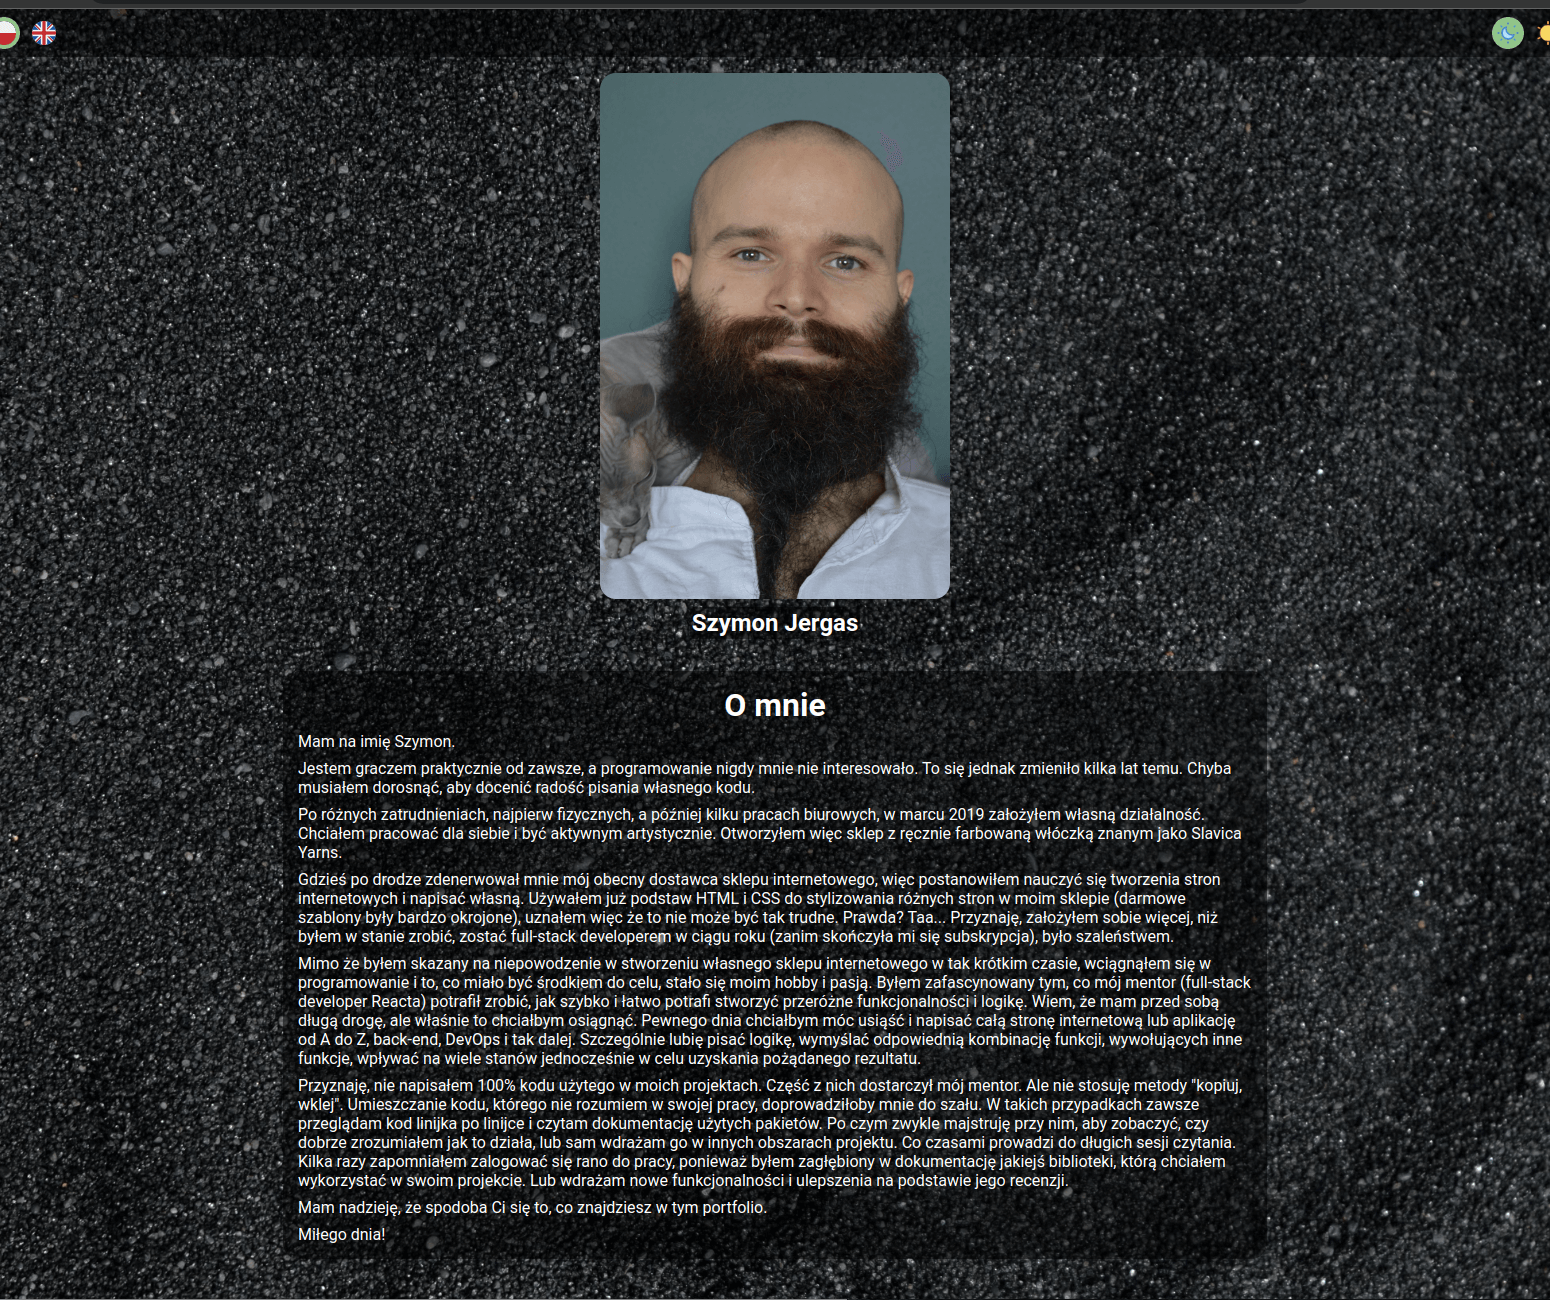 Szymon Jergas
O mnie
Mam na imię Szymon.
Jestem graczem praktycznie od zawsze, a programowanie nigdy mnie nie interesowało. To się jednak zmieniło kilka lat temu. Chyba
musiałem dorosnąć, aby docenić radość pisania własnego kodu.
Po różnych zatrudnieniach, najpierw fizycznych, a później kilku pracach biurowych, w marcu 2019 założyłem własną działalność.
Chciałem pracować dla siebie i być aktywnym artystycznie. Otworzyłem więc sklep z ręcznie farbowaną włóczką znanym jako Slavica
Yarns.
Gdzieś po drodze zdenerwował mnie mój obecny dostawca sklepu internetowego, więc postanowiłem nauczyć się tworzenia stron
internetowych i napisać własną. Używałem już podstaw HTML i CSS do stylizowania różnych stron w moim sklepie (darmowe
szablony były bardzo okrojone), uznałem więc że to nie może być tak trudne. Prawda? Taa... Przyznaję, założyłem sobie więcej, niż
byłem w stanie zrobić, zostać full-stack developerem w ciągu roku (zanim skończyła mi się subskrypcja), było szaleństwem.
Mimo że byłem skazany na niepowodzenie w stworzeniu własnego sklepu internetowego w tak krótkim czasie, wciągnąłem się w
programowanie i to, co miało być środkiem do celu, stało się moim hobby i pasją. Byłem zafascynowany tym, co mój mentor (full-stack
developer Reacta) potrafił zrobić, jak szybko i łatwo potrafi stworzyć przeróżne funkcjonalności i logikę. Wiem, że mam przed sobą
długą drogę, ale właśnie to chciałbym osiągnąć. Pewnego dnia chciałbym móc usiąść i napisać całą stronę internetową lub aplikację
od A do Z, back-end, DevOps i tak dalej. Szczególnie lubię pisać logikę, wymyślać odpowiednią kombinację funkcji, wywołujących inne
funkcje, wpływać na wiele stanów jednocześnie w celu uzyskania pożądanego rezultatu.
Przyznaję, nie napisałem 100% kodu użytego w moich projektach. Część z nich dostarczył mój mentor. Ale nie stosuję metody "kopiuj,
wklej". Umieszczanie kodu, którego nie rozumiem w swojej pracy, doprowadziłoby mnie do szału. W takich przypadkach zawsze
przeglądam kod linijka po linijce i czytam dokumentację użytych pakietów. Po czym zwykle majstruję przy nim, aby zobaczyć, czy
dobrze zrozumiałem jak to działa, lub sam wdrażam go w innych obszarach projektu. Co czasami prowadzi do długich sesji czytania.
Kilka razy zapomniałem zalogować się rano do pracy, ponieważ byłem zagłębiony w dokumentację jakiejś biblioteki, którą chciałem
wykorzystać w swoim projekcie. Lub wdrażam nowe funkcjonalności i ulepszenia na podstawie jego recenzji.
Mam nadzieję, że spodoba Ci się to, co znajdziesz w tym portfolio.
Miłego dnia!